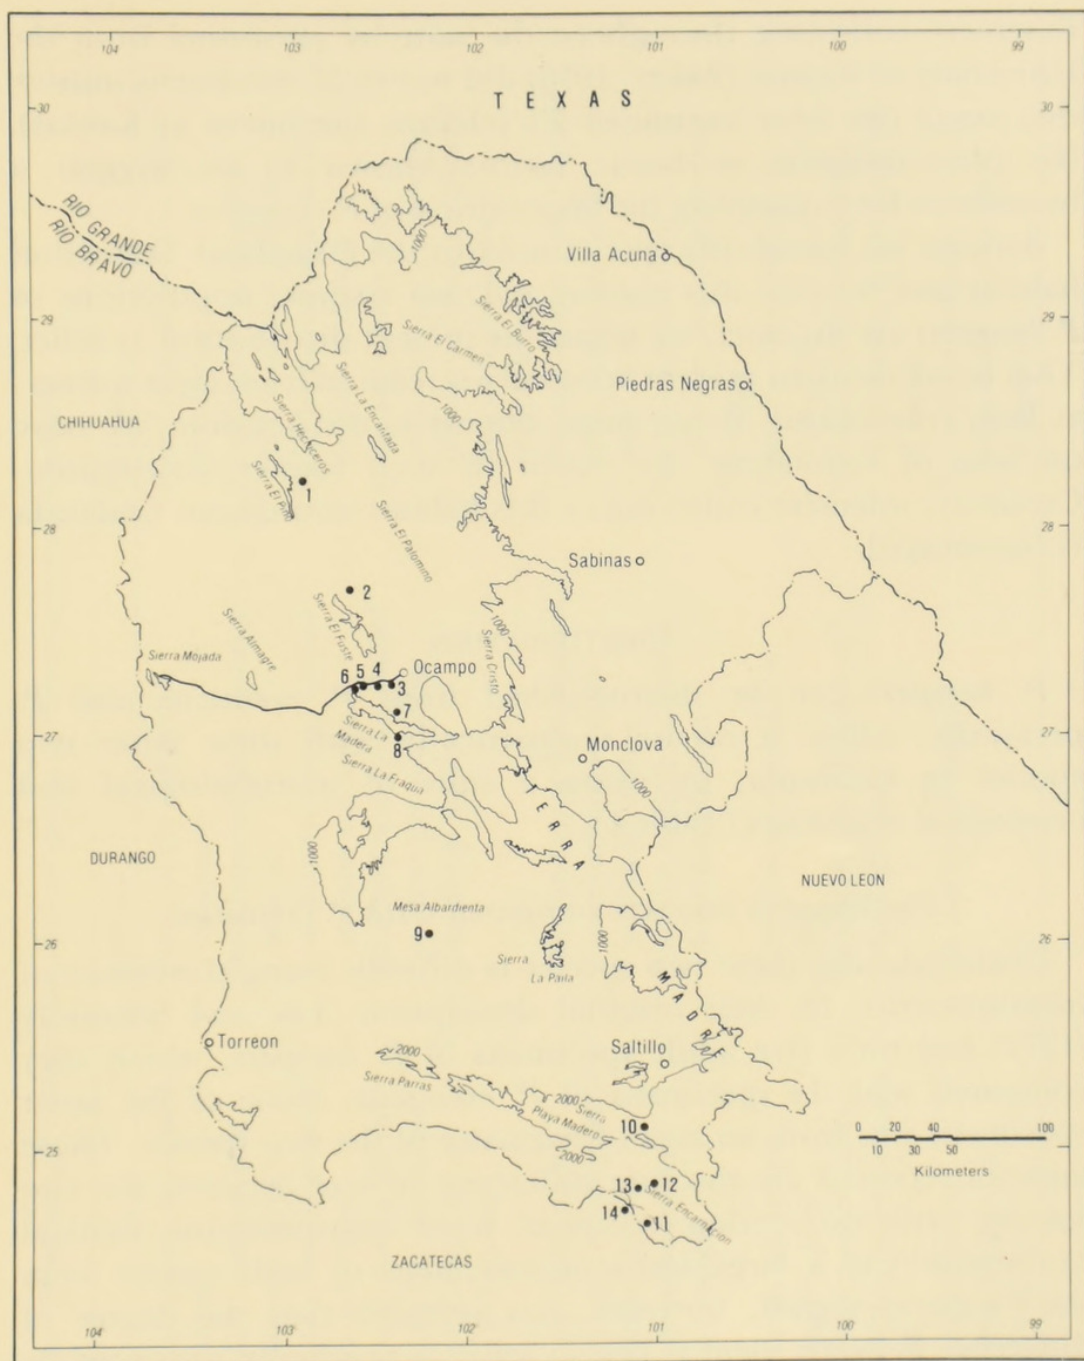 104 103 102 101 100 99
TEXAS
30 30
RIO GRANDE
RIO BRAVO
1000
Villa Acuna
29 29
Sierra El Burro
Sierra El Carmen
Piedras Negras
Sierra La Encantada
1000
CHIHUAHUA
Sierra Hechiceros
Sierra El Pino
1
28 28
Sierra El Palomino
Sabinas
2
Sierra El Fuste
1000
Sierra Almagre
Sierra Mojada
Sierra Cristo
Ocampo
6 5 4 3
7
27 27
Sierra La
Madera
8
Monclova
Sierra La Fraqua
1000
TERRA
1000
DURANGO
NUEVO LEON
Mesa Albardienta
9
26 26
1000
Sierra
La Paila
MADRE
Torreon
Saltillo
2000
Sierra Parras
2000
Sierra
Playa Madero
10
2000
25 25
0 20 40 100
10 30 50
Kilometers
13 12
Sierra Encarnacion
14 11
ZACATECAS
104 103 102 101 100 99